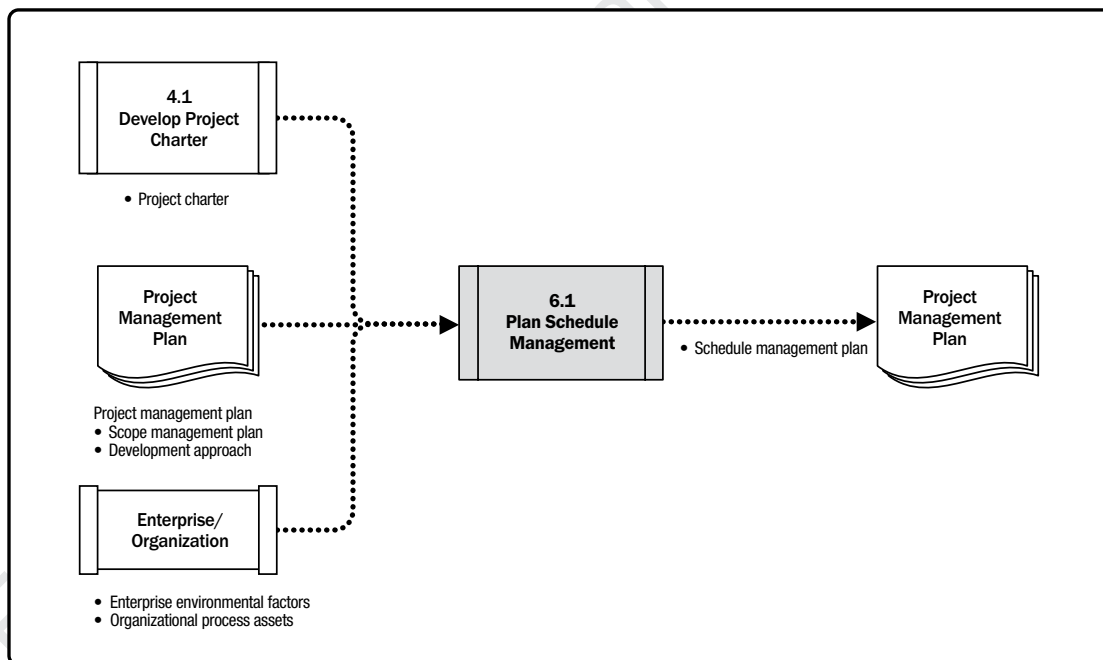 4.1
Develop Project
Charter
• Project charter
Project
Management
Plan
Project management plan
• Scope management plan
• Development approach
Enterprise/
Organization
• Enterprise environmental factors
• Organizational process assets
6.1
Plan Schedule
Management
• Schedule management plan
Project
Management
Plan